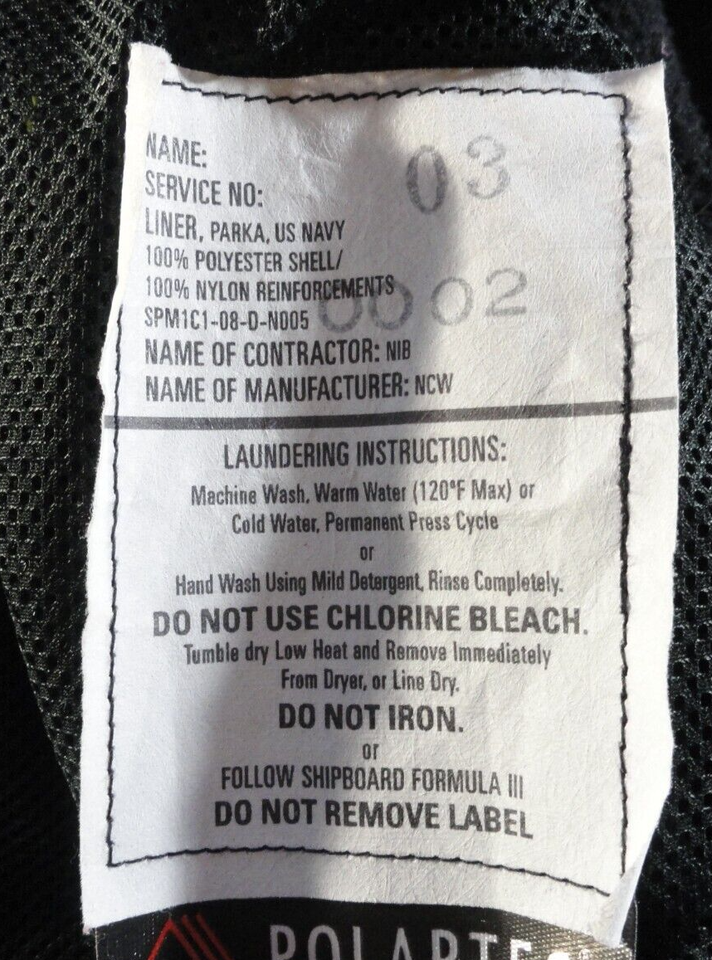 NAME:
03
SERVICE NO:
LINER, PARKA, US NAVY
100% POLYESTER SHELL/
100% NYLON REINFORCEMENTS
0002
SPM1C1-08-D-N005
NAME OF CONTRACTOR: NIB
NAME OF MANUFACTURER: NCW
LAUNDERING INSTRUCTIONS:
Machine Wash, Warm Water (120°F Max) or
Cold Water, Permanent Press Cycle
or
Hand Wash Using Mild Detergent, Rinse Completely.
DO NOT USE CHLORINE BLEACH.
Tumble dry Low Heat and Remove Immediately
From Dryer, or Line Dry.
DO NOT IRON.
or
FOLLOW SHIPBOARD FORMULA III
DO NOT REMOVE LABEL